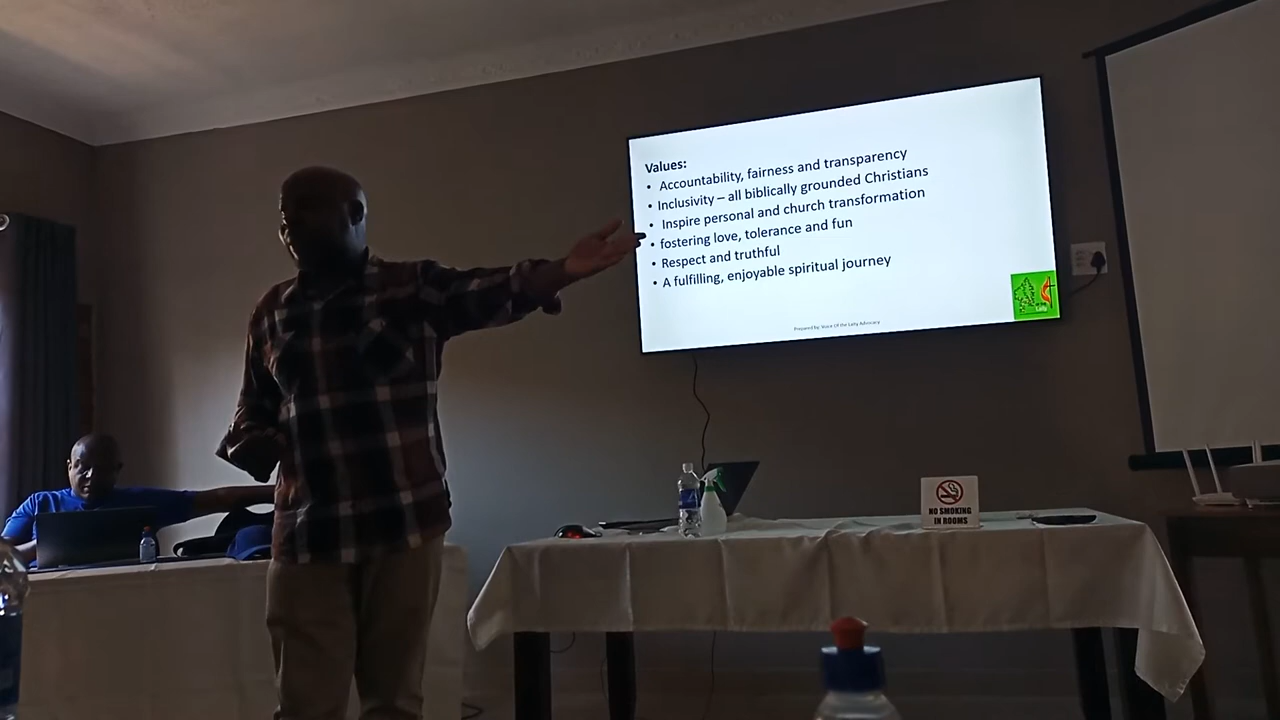 Values:
• Accountability, fairness and transparency
• Inclusivity – all biblically grounded Christians
• Inspire personal and church transformation
• fostering love, tolerance and fun
• Respect and truthful
• A fulfilling, enjoyable spiritual journey
Prepared by: Voice Of the Laity Advocacy
NO SMOKING
IN ROOMS